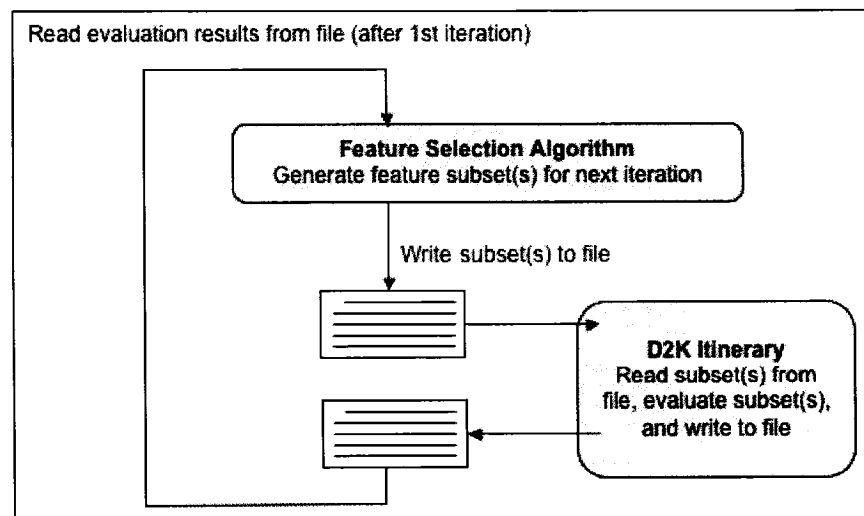 Read evaluation results from file (after 1st iteration)
Feature Selection Algorithm
Generate feature subset(s) for next iteration
Write subset(s) to file
D2K Itinerary
Read subset(s) from
file, evaluate subset(s),
and write to file